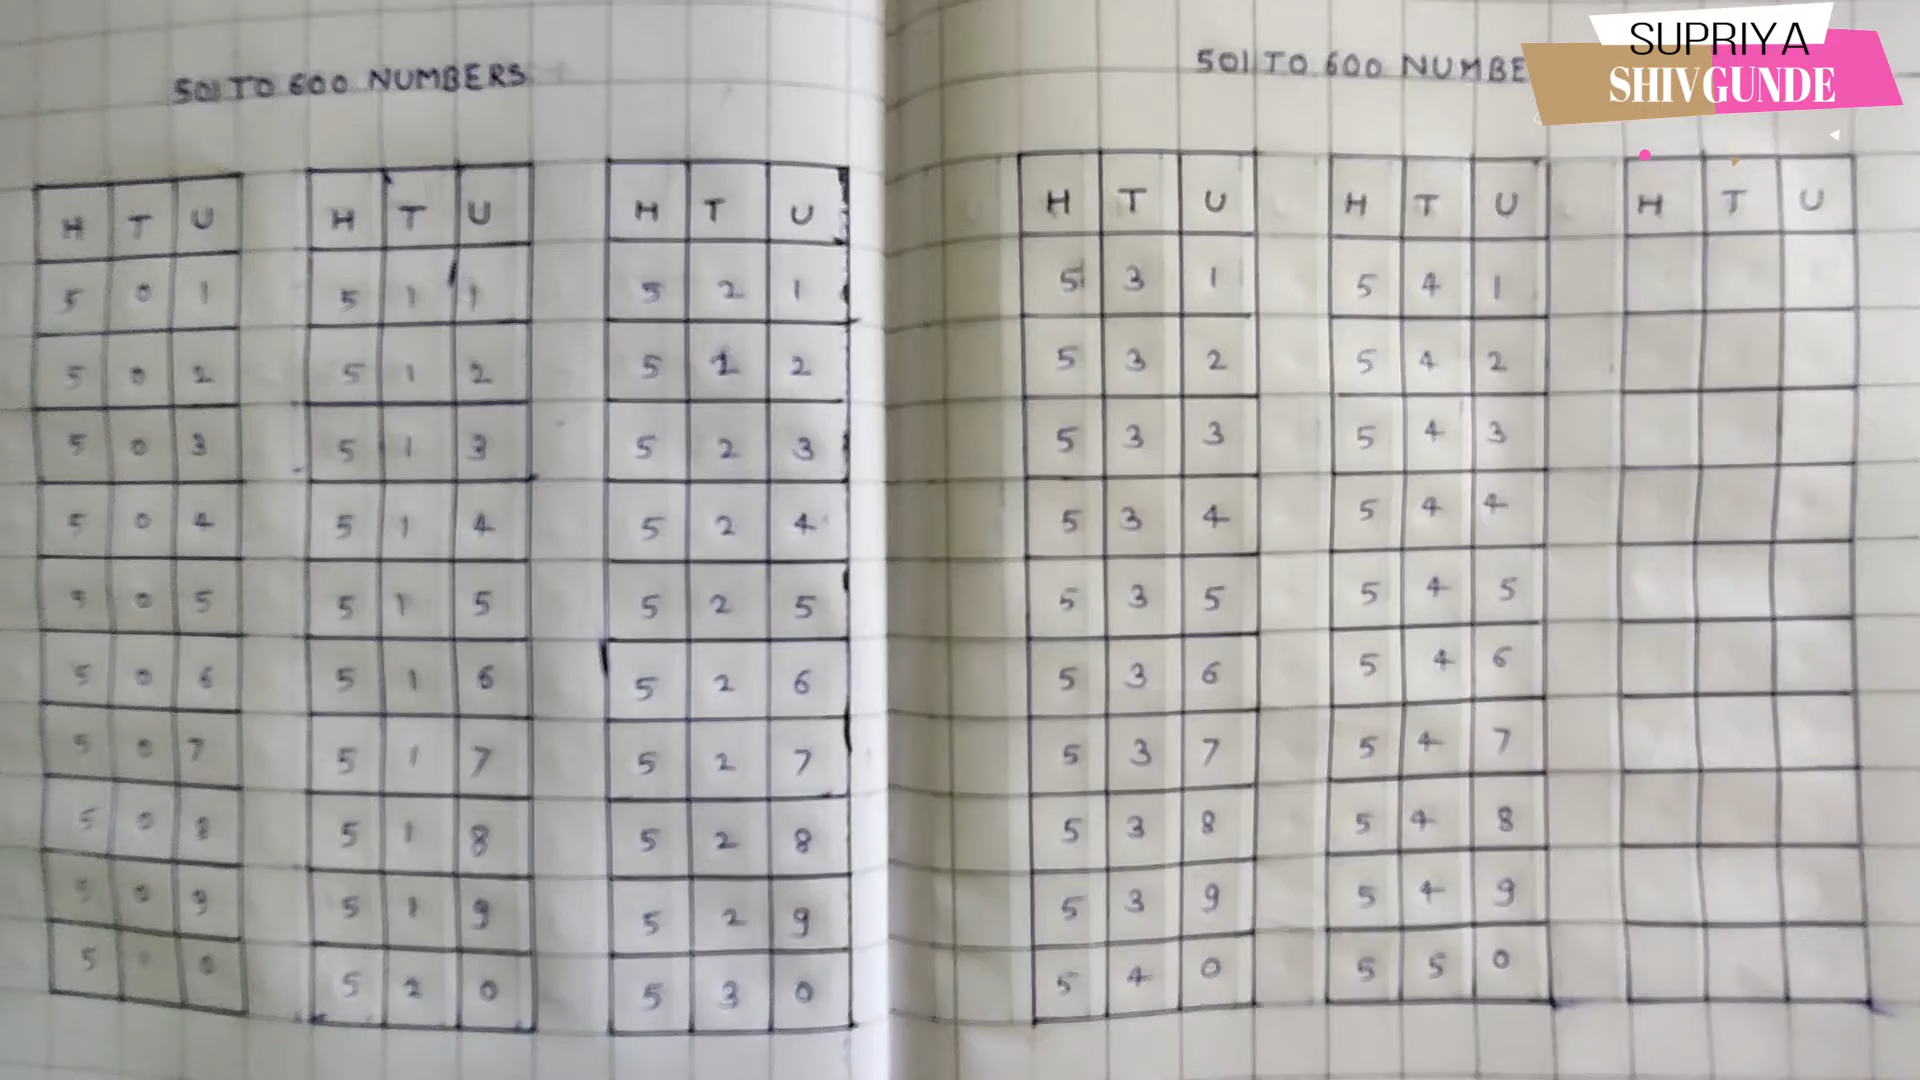 501 TO 600 NUMBERS
H T U H T U H T U
5 0 1 5 1 1 5 2 1
5 0 2 5 1 2 5 2 2
5 0 3 5 1 3 5 2 3
5 0 4 5 1 4 5 2 4
5 0 5 5 1 5 5 2 5
5 0 6 5 1 6 5 2 6
5 0 7 5 1 7 5 2 7
5 0 8 5 1 8 5 2 8
5 0 9 5 1 9 5 2 9
5 1 0 5 2 0 5 3 0
501 TO 600 NUMBE
SUPRIYA
SHIVGUNDE
H T U H T U H T U
5 3 1 5 4 1
5 3 2 5 4 2
5 3 3 5 4 3
5 3 4 5 4 4
5 3 5 5 4 5
5 3 6 5 4 6
5 3 7 5 4 7
5 3 8 5 4 8
5 3 9 5 4 9
5 4 0 5 5 0